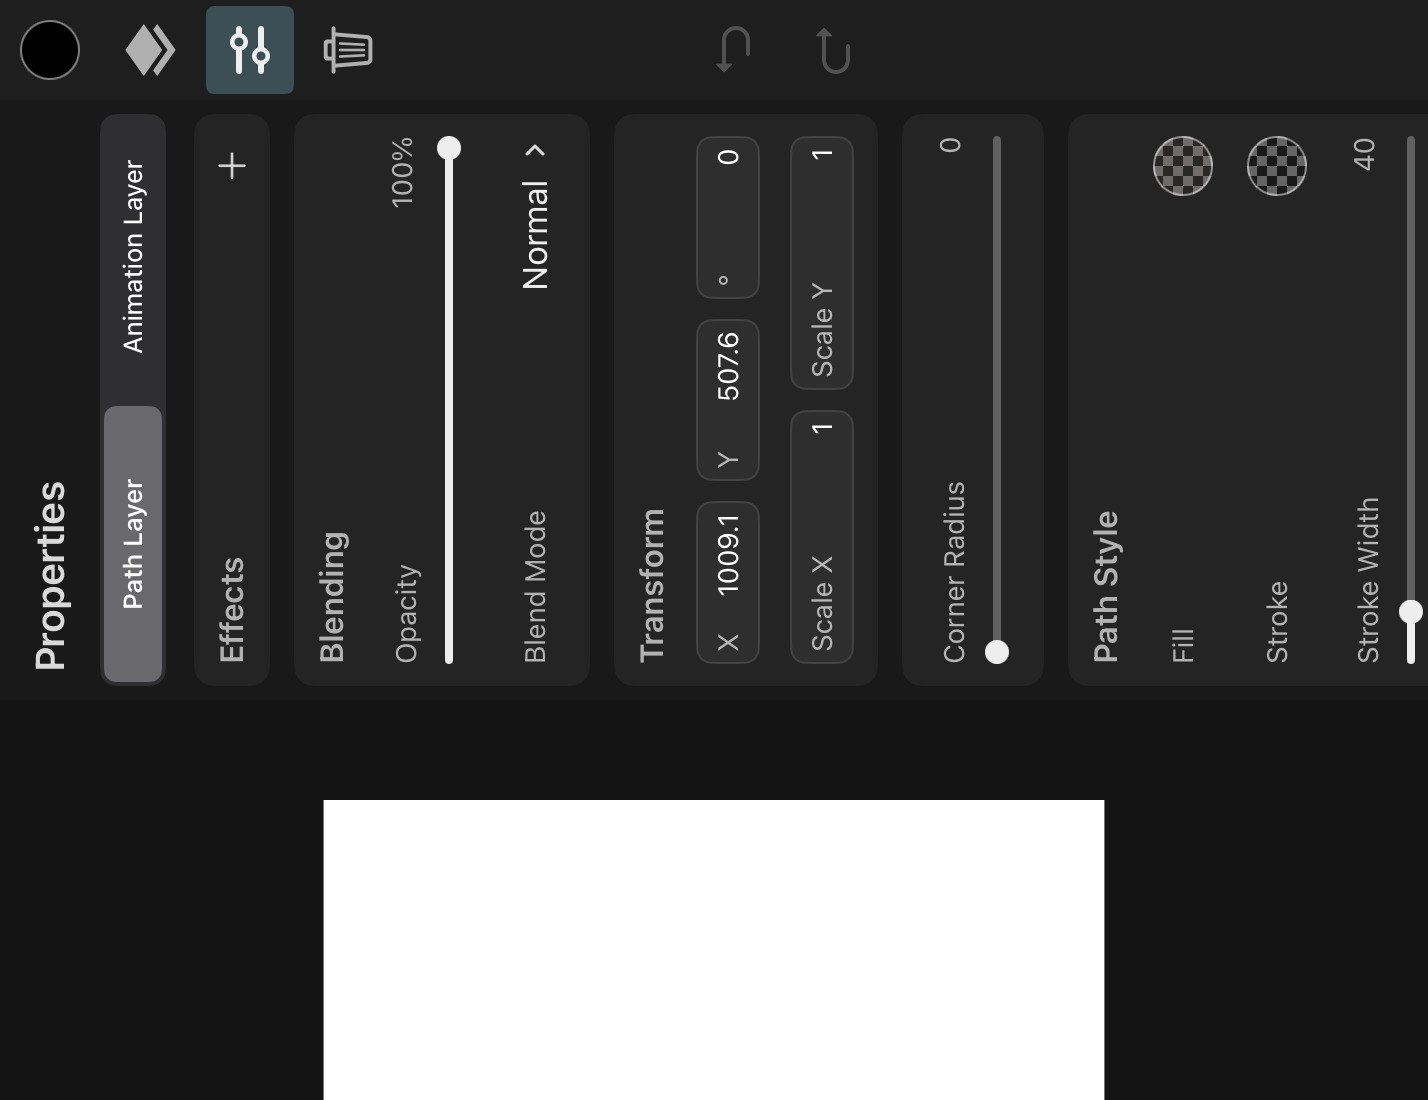 Properties
Path Layer Animation Layer
Effects
Blending
Opacity 100%
Blend Mode Normal
Transform
X 1009.1 Y 507.6 ° 0
Scale X 1 Scale Y 1
Corner Radius 0
Path Style
Fill
Stroke
Stroke Width 40